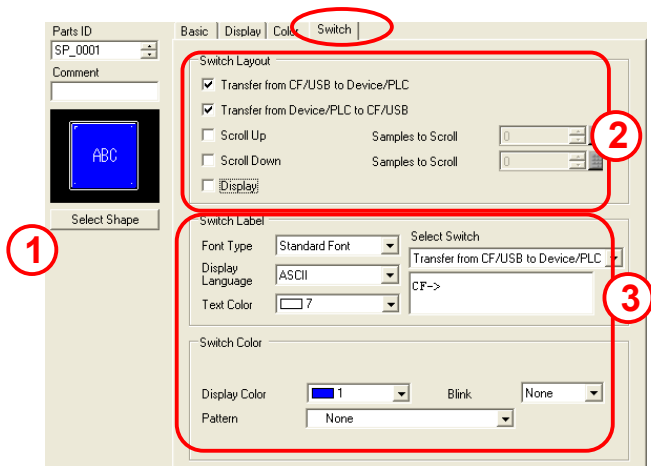 Parts ID
SP_0001
Comment
ABC
Select Shape
1
Basic Display Color Switch
Switch Layout
Transfer from CF/USB to Device/PLC
Transfer from Device/PLC to CF/USB
Scroll Up Samples to Scroll 0
Scroll Down Samples to Scroll 0
Display
2
Switch Label
Font Type Standard Font
Display Language ASCII
Text Color 7
Select Switch
Transfer from CF/USB to Device/PLC
CF->
3
Switch Color
Display Color 1 Blink None
Pattern None